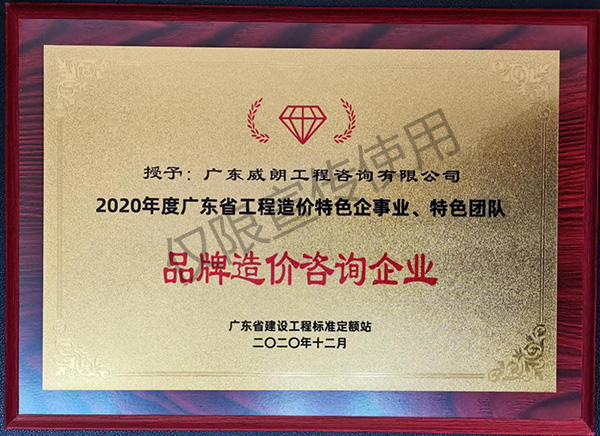 授予：广东威朗工程咨询有限公司
2020年度广东省工程造价特色企事业、特色团队
品牌造价咨询企业
广东省建设工程标准定额站
二〇二〇年十二月
仅限宣传使用